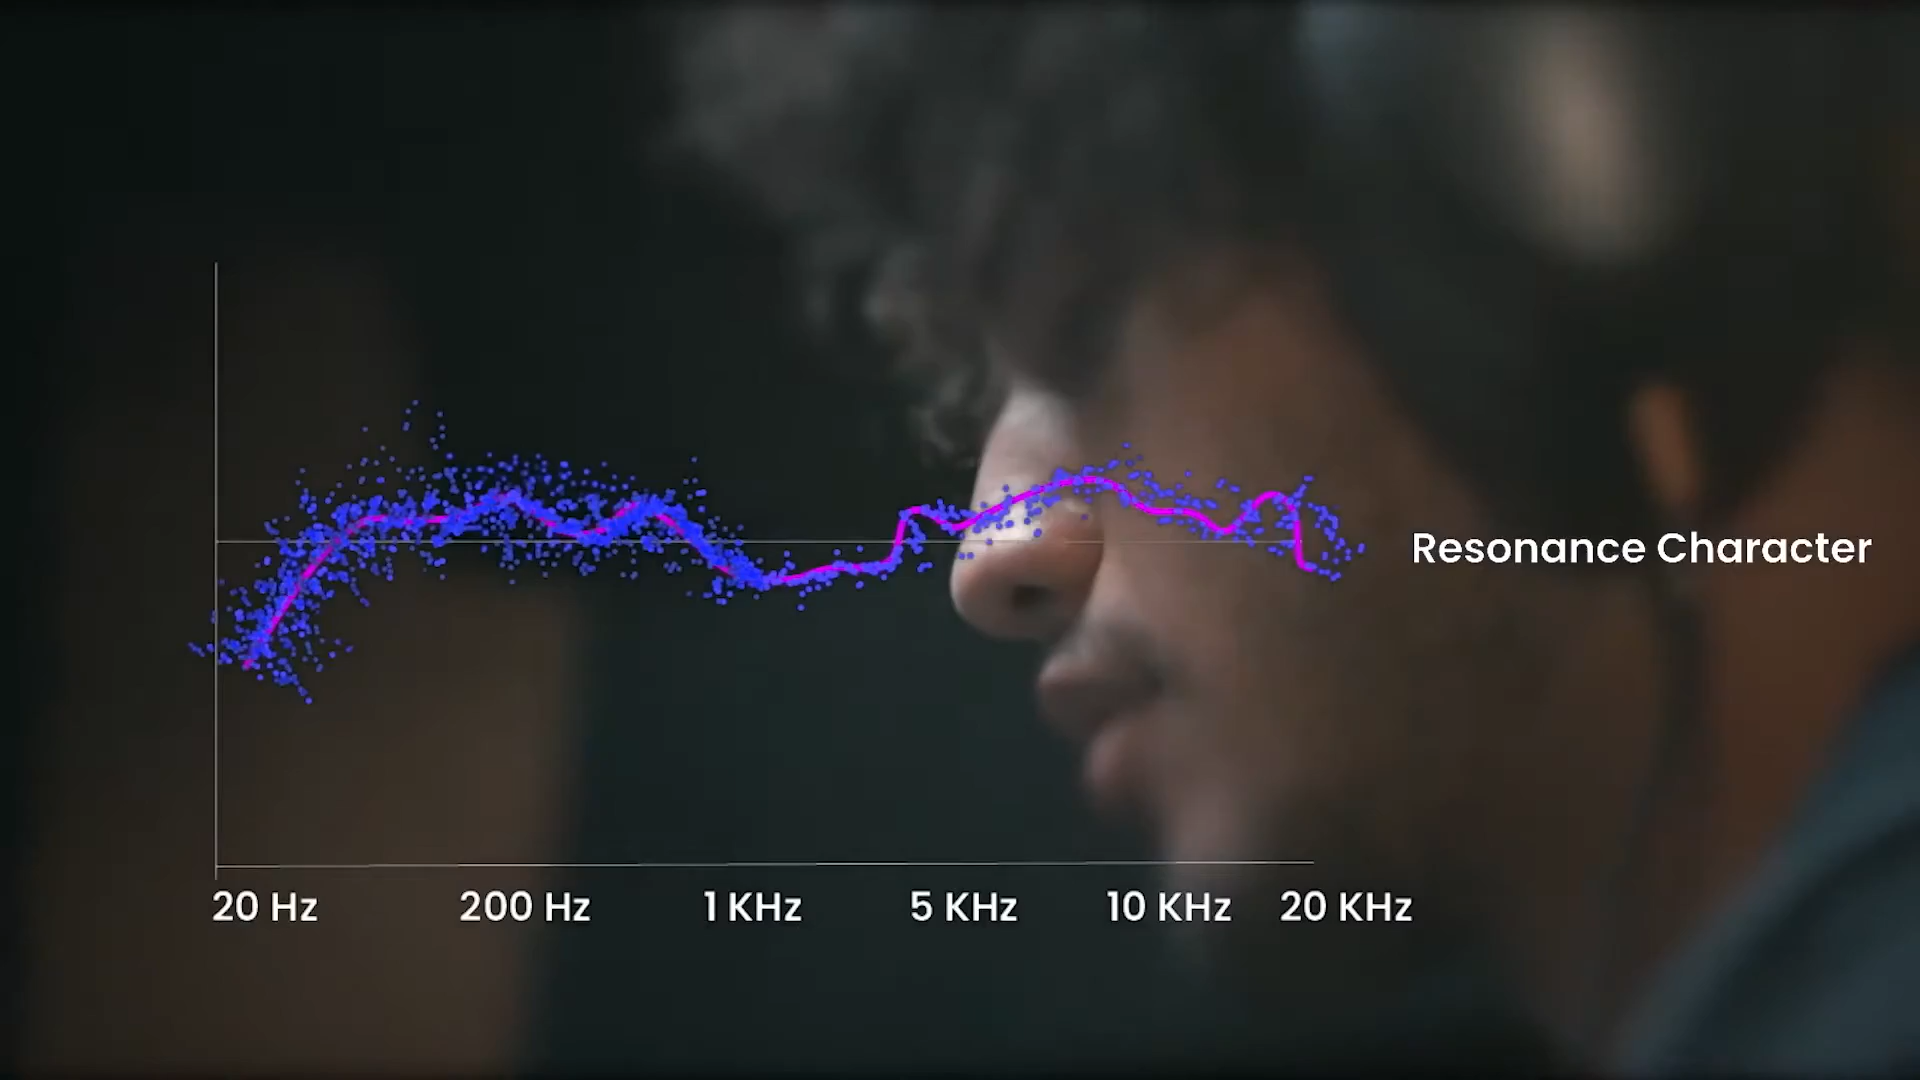 Resonance Character
20 Hz
200 Hz
1 KHz
5 KHz
10 KHz
20 KHz